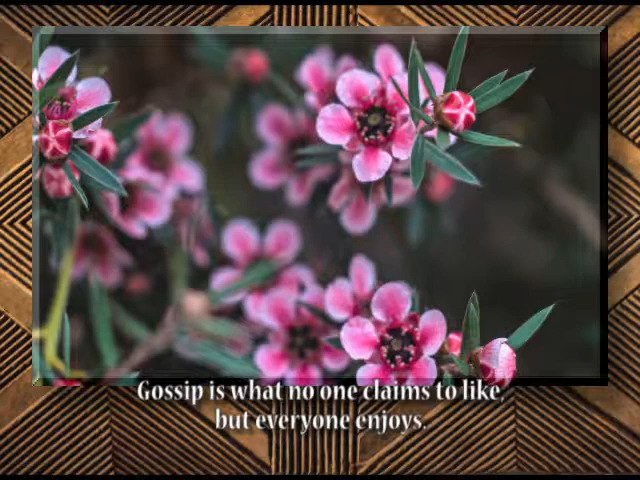 Gossip is what no one claims to like,
but everyone enjoys.